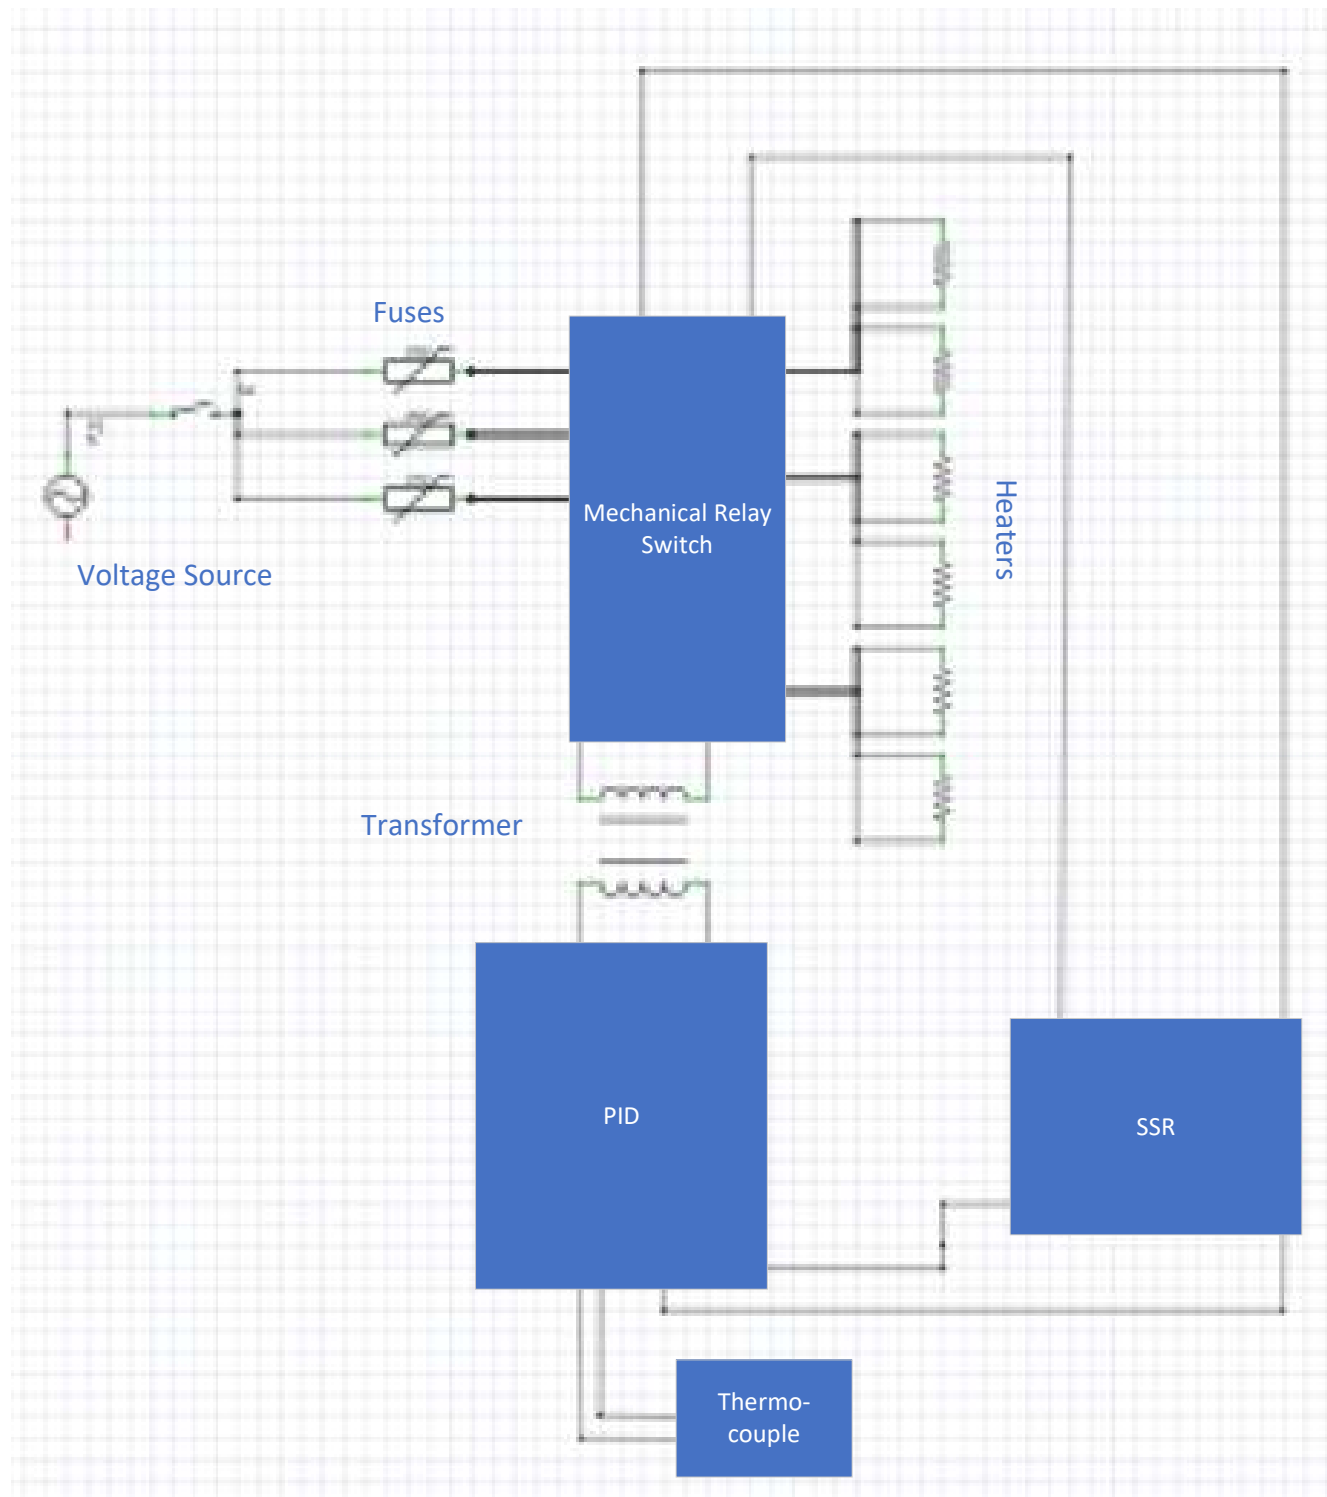 Fuses
Voltage Source
Mechanical Relay
Switch
Heaters
Transformer
PID
SSR
Thermo-
couple